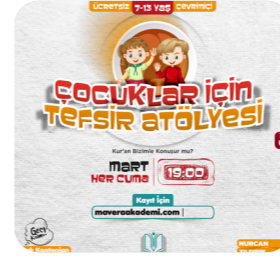 ÜCRETSİZ 7-13 YAŞ ÇEVRİMİÇİ
ÇOCUKLAR İÇİN
TEFSİR ATÖLYESİ
Kur'an Bizimle Konuşur mu?
MART
HER CUMA
19:00
Kayıt İçin
maveraakademi.com
NURCAN